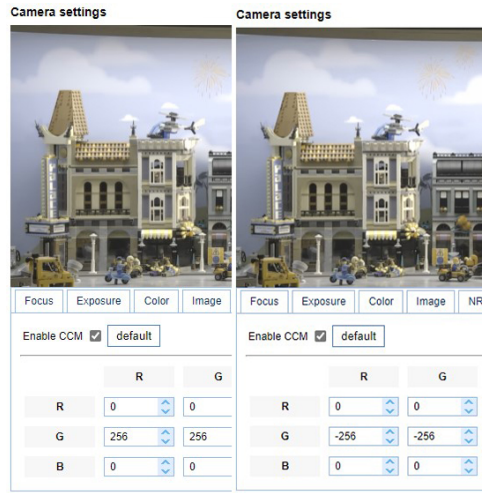 Camera settings
Focus Exposure Color Image
Enable CCM default
R G
R 0 0
G 256 256
B 0 0
Camera settings
Focus Exposure Color Image NR
Enable CCM default
R G
R 0 0
G -256 -256
B 0 0